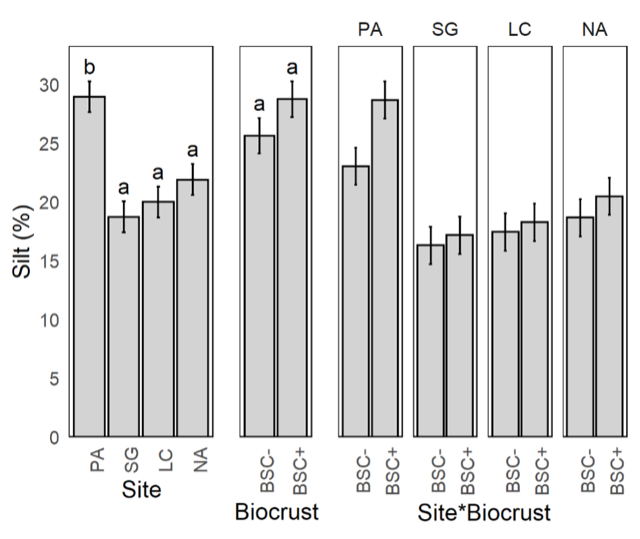 PA SG LC NA
b a a a a a
Silt (%)
30
25
20
15
10
5
0
PA SG LC NA BSC- BSC+ BSC- BSC+ BSC- BSC+ BSC- BSC+ BSC- BSC+
Site Biocrust Site*Biocrust